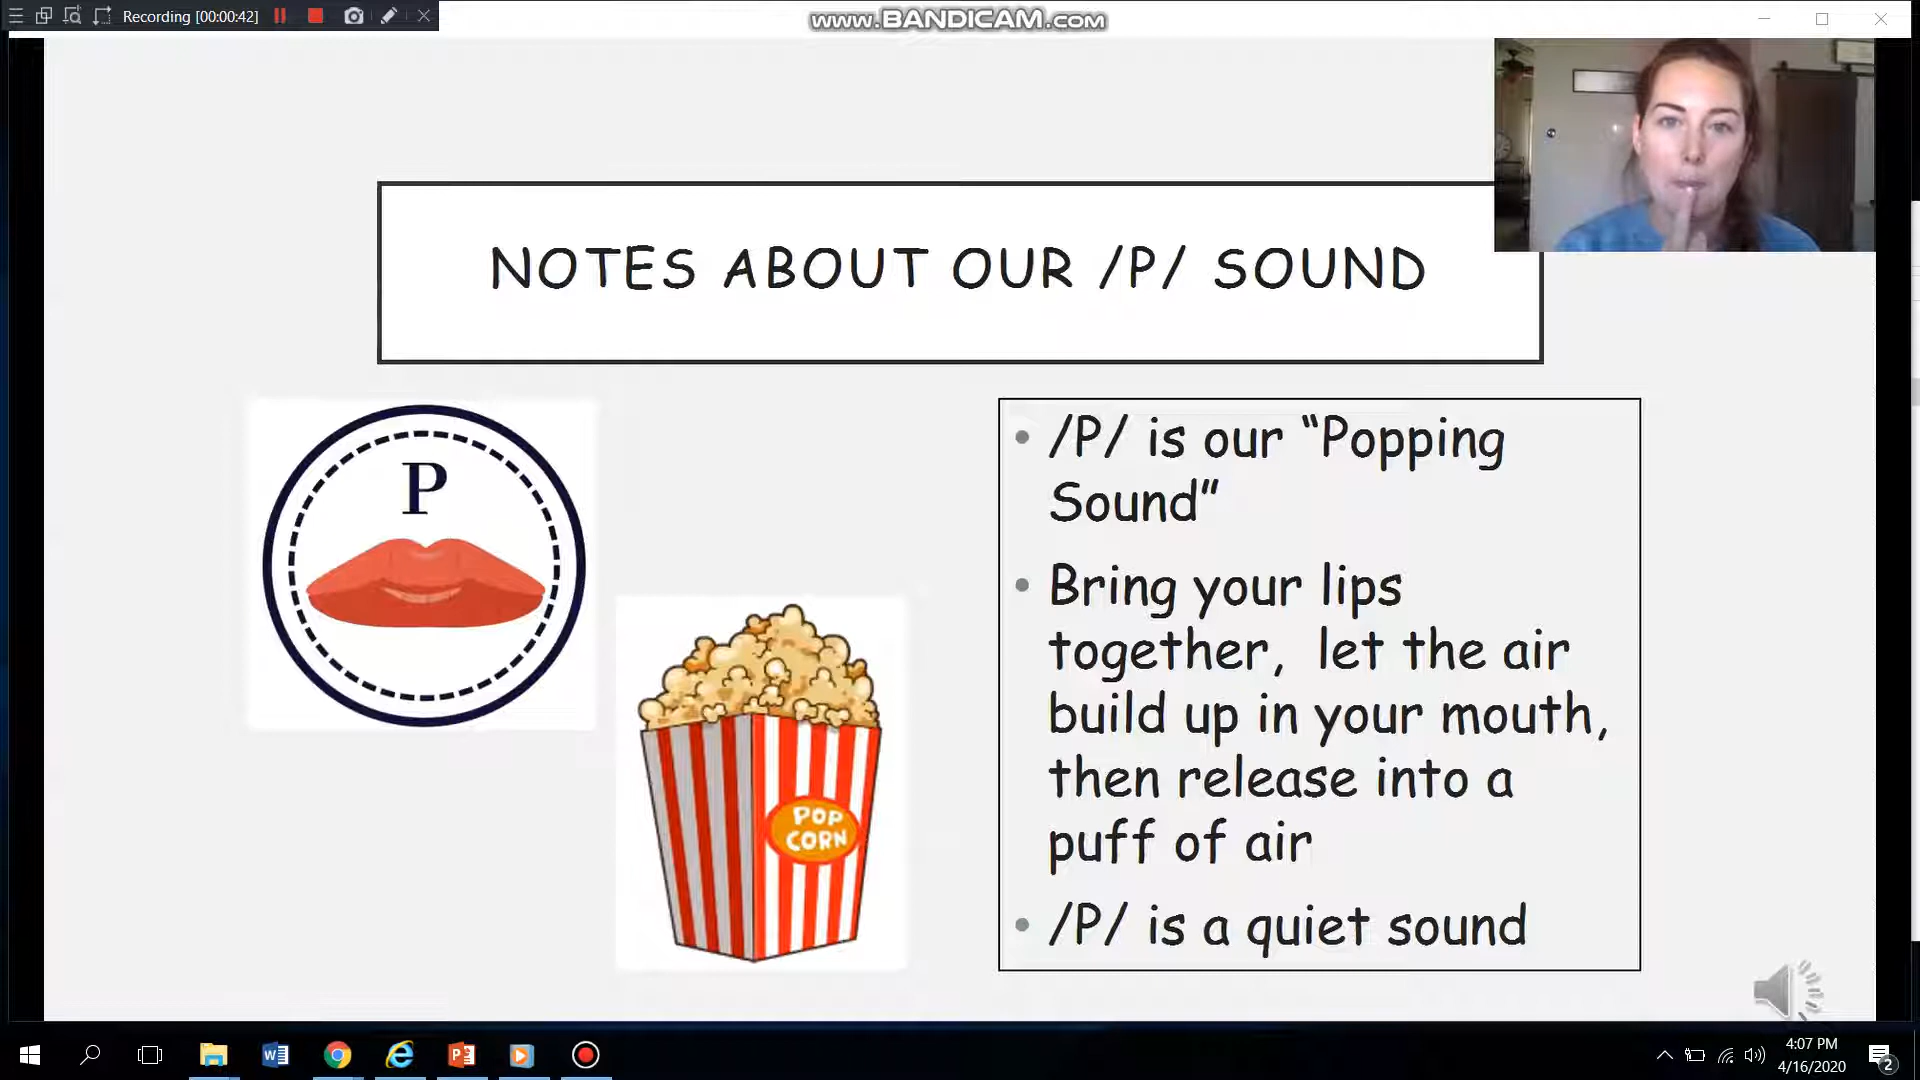 Recording [00:00:42]
www.BANDICAM.com
NOTES ABOUT OUR /P/ SOUND
P
POP
CORN
• /P/ is our “Popping
Sound”
• Bring your lips
together, let the air
build up in your mouth,
then release into a
puff of air
• /P/ is a quiet sound
4:07 PM
4/16/2020
2